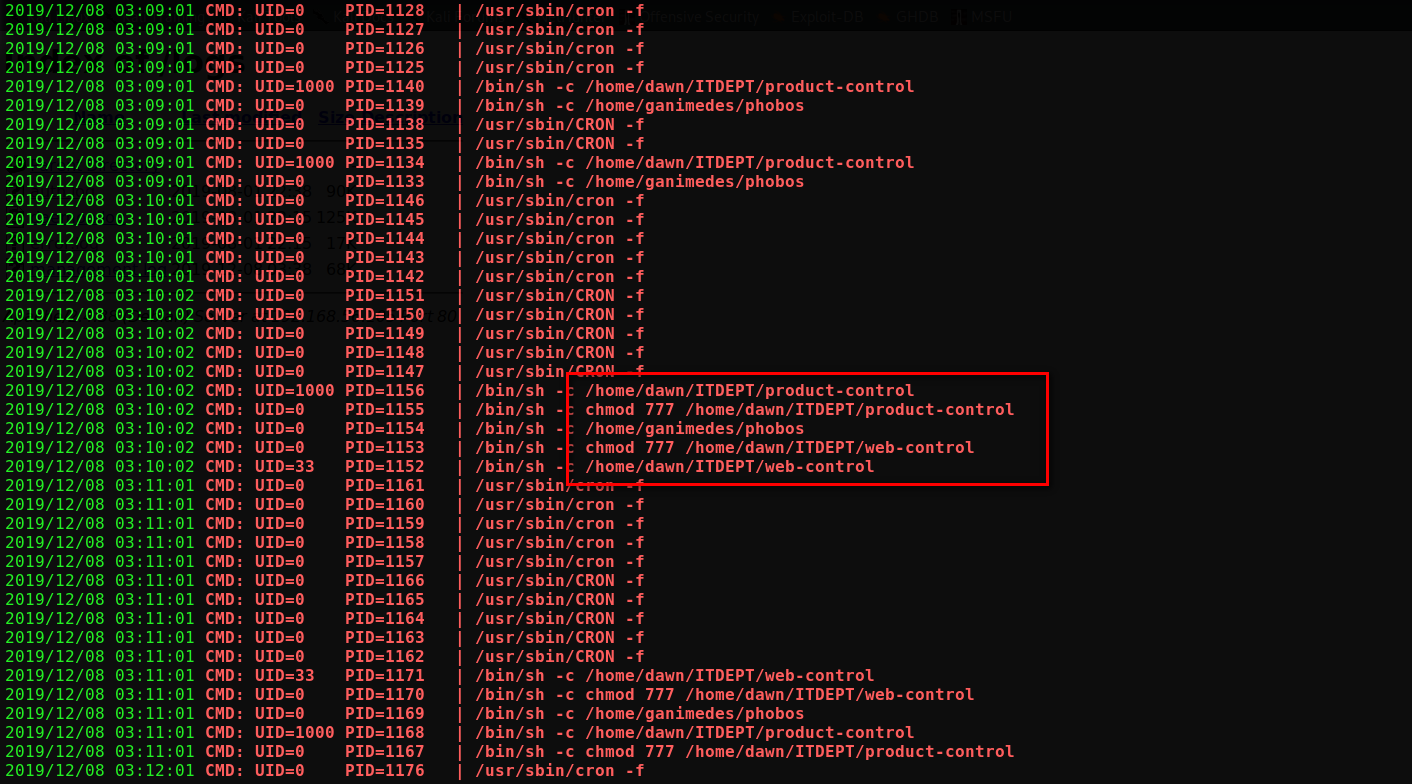 Offensive Security Exploit-DB GHDB MSFU
2019/12/08 03:09:01 CMD: UID=0 PID=1128 | /usr/sbin/cron -f
2019/12/08 03:09:01 CMD: UID=0 PID=1127 | /usr/sbin/cron -f
2019/12/08 03:09:01 CMD: UID=0 PID=1126 | /usr/sbin/cron -f
2019/12/08 03:09:01 CMD: UID=0 PID=1125 | /usr/sbin/cron -f
2019/12/08 03:09:01 CMD: UID=1000 PID=1140 | /bin/sh -c /home/dawn/ITDEPT/product-control
2019/12/08 03:09:01 CMD: UID=0 PID=1139 | /bin/sh -c /home/ganimedes/phobos
2019/12/08 03:09:01 CMD: UID=0 PID=1138 | /usr/sbin/CRON -f
2019/12/08 03:09:01 CMD: UID=0 PID=1135 | /usr/sbin/CRON -f
2019/12/08 03:09:01 CMD: UID=1000 PID=1134 | /bin/sh -c /home/dawn/ITDEPT/product-control
2019/12/08 03:09:01 CMD: UID=0 PID=1133 | /bin/sh -c /home/ganimedes/phobos
2019/12/08 03:10:01 CMD: UID=0 PID=1146 | /usr/sbin/cron -f
2019/12/08 03:10:01 CMD: UID=0 PID=1145 | /usr/sbin/cron -f
2019/12/08 03:10:01 CMD: UID=0 PID=1144 | /usr/sbin/cron -f
2019/12/08 03:10:01 CMD: UID=0 PID=1143 | /usr/sbin/cron -f
2019/12/08 03:10:01 CMD: UID=0 PID=1142 | /usr/sbin/cron -f
2019/12/08 03:10:02 CMD: UID=0 PID=1151 | /usr/sbin/CRON -f
2019/12/08 03:10:02 CMD: UID=0 PID=1150 | /usr/sbin/CRON -f
2019/12/08 03:10:02 CMD: UID=0 PID=1149 | /usr/sbin/CRON -f
2019/12/08 03:10:02 CMD: UID=0 PID=1148 | /usr/sbin/CRON -f
2019/12/08 03:10:02 CMD: UID=0 PID=1147 | /usr/sbin/CRON -f
2019/12/08 03:10:02 CMD: UID=1000 PID=1156 | /bin/sh -c /home/dawn/ITDEPT/product-control
2019/12/08 03:10:02 CMD: UID=0 PID=1155 | /bin/sh -c chmod 777 /home/dawn/ITDEPT/product-control
2019/12/08 03:10:02 CMD: UID=0 PID=1154 | /bin/sh -c /home/ganimedes/phobos
2019/12/08 03:10:02 CMD: UID=0 PID=1153 | /bin/sh -c chmod 777 /home/dawn/ITDEPT/web-control
2019/12/08 03:10:02 CMD: UID=33 PID=1152 | /bin/sh -c /home/dawn/ITDEPT/web-control
2019/12/08 03:11:01 CMD: UID=0 PID=1161 | /usr/sbin/cron -f
2019/12/08 03:11:01 CMD: UID=0 PID=1160 | /usr/sbin/cron -f
2019/12/08 03:11:01 CMD: UID=0 PID=1159 | /usr/sbin/cron -f
2019/12/08 03:11:01 CMD: UID=0 PID=1158 | /usr/sbin/cron -f
2019/12/08 03:11:01 CMD: UID=0 PID=1157 | /usr/sbin/cron -f
2019/12/08 03:11:01 CMD: UID=0 PID=1166 | /usr/sbin/CRON -f
2019/12/08 03:11:01 CMD: UID=0 PID=1165 | /usr/sbin/CRON -f
2019/12/08 03:11:01 CMD: UID=0 PID=1164 | /usr/sbin/CRON -f
2019/12/08 03:11:01 CMD: UID=0 PID=1163 | /usr/sbin/CRON -f
2019/12/08 03:11:01 CMD: UID=0 PID=1162 | /usr/sbin/CRON -f
2019/12/08 03:11:01 CMD: UID=33 PID=1171 | /bin/sh -c /home/dawn/ITDEPT/web-control
2019/12/08 03:11:01 CMD: UID=0 PID=1170 | /bin/sh -c chmod 777 /home/dawn/ITDEPT/web-control
2019/12/08 03:11:01 CMD: UID=0 PID=1169 | /bin/sh -c /home/ganimedes/phobos
2019/12/08 03:11:01 CMD: UID=1000 PID=1168 | /bin/sh -c /home/dawn/ITDEPT/product-control
2019/12/08 03:11:01 CMD: UID=0 PID=1167 | /bin/sh -c chmod 777 /home/dawn/ITDEPT/product-control
2019/12/08 03:12:01 CMD: UID=0 PID=1176 | /usr/sbin/cron -f